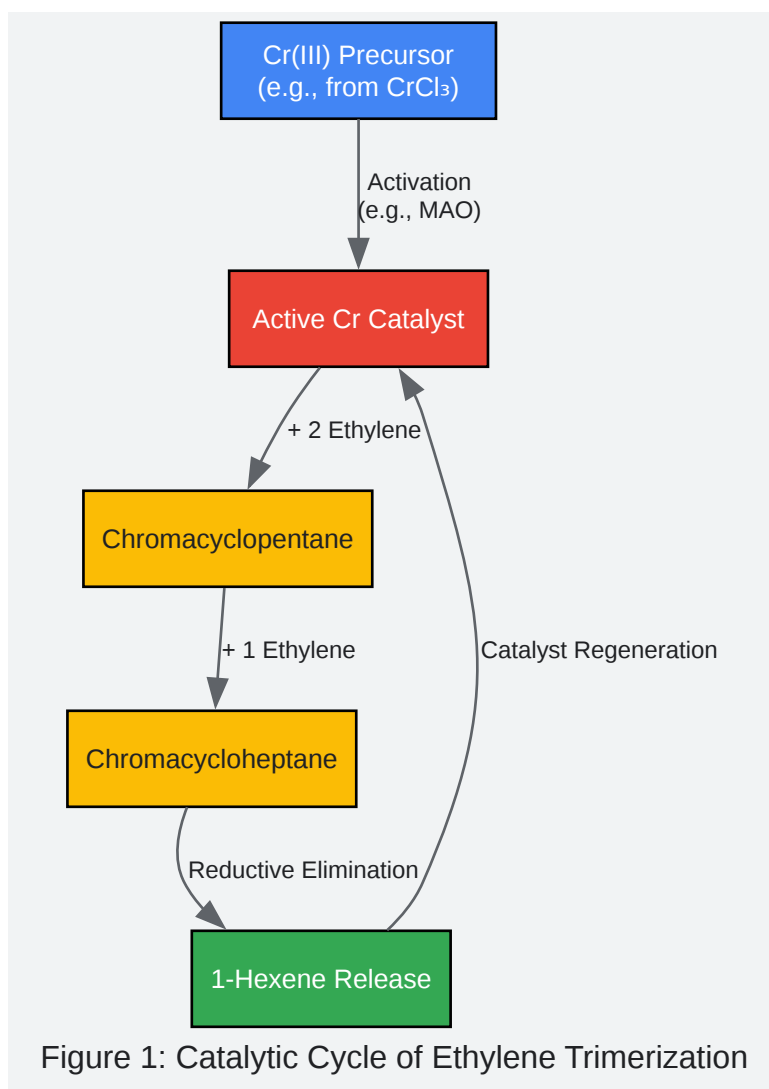 Cr(III) Precursor
(e.g., from CrCl₃)
Activation
(e.g., MAO)
Active Cr Catalyst
+ 2 Ethylene
Chromacyclopentane
+ 1 Ethylene
Catalyst Regeneration
Chromacycloheptane
Reductive Elimination
1-Hexene Release
Figure 1: Catalytic Cycle of Ethylene Trimerization